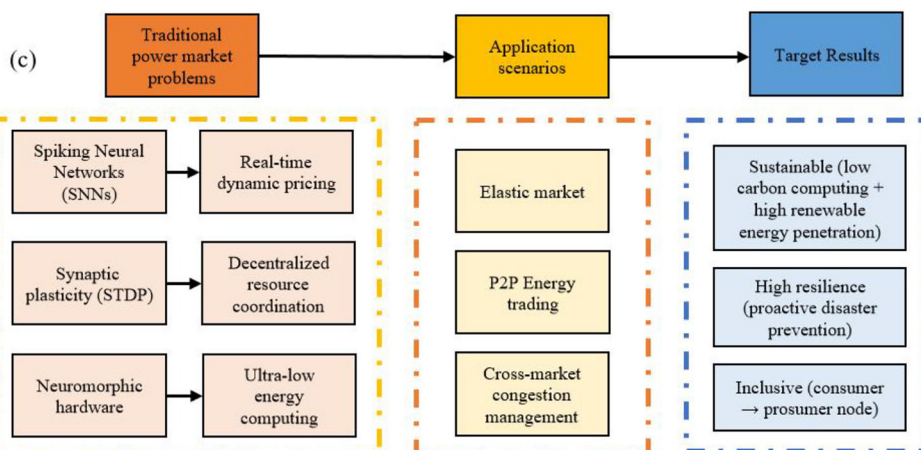 (c)
Traditional
power market
problems
Application
scenarios
Target Results
Spiking Neural
Networks
(SNNs)
Real-time
dynamic pricing
Synaptic
plasticity (STDP)
Decentralized
resource
coordination
Neuromorphic
hardware
Ultra-low
energy
computing
Elastic market
P2P Energy
trading
Cross-market
congestion
management
Sustainable (low
carbon computing +
high renewable
energy penetration)
High resilience
(proactive disaster
prevention)
Inclusive (consumer
→ prosumer node)